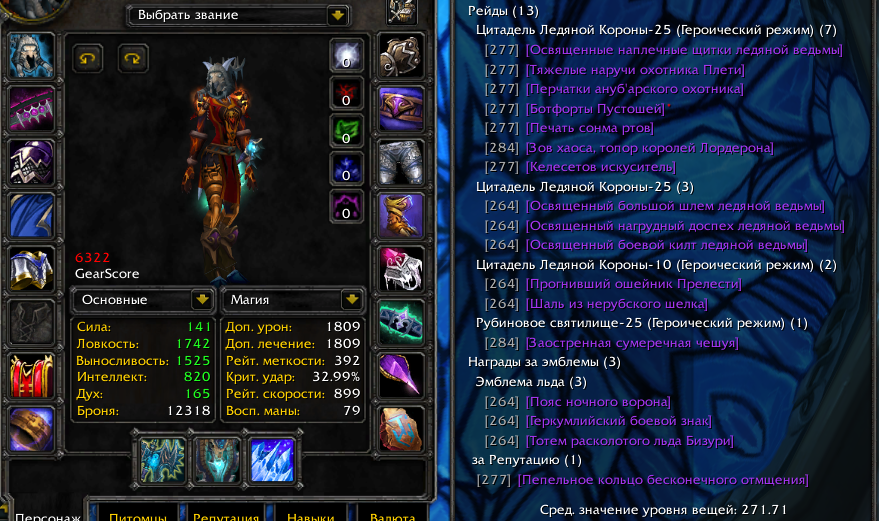 Выбрать звание
0
0
0
0
0
6322
GearScore
Основные
Магия
Сила: 141
Ловкость: 1742
Выносливость: 1525
Интеллект: 820
Дух: 165
Броня: 12318
Доп. урон: 1809
Доп. лечение: 1809
Рейт. меткости: 392
Крит. удар: 32.99%
Рейт. скорости: 899
Восп. маны: 79
Персонаж
Питомцы
Репутация
Навыки
Валюта
Рейды (13)
Цитадель Ледяной Короны-25 (Героический режим) (7)
[277] [Освященные наплечные щитки ледяной ведьмы]
[277] [Тяжелые наручи охотника Плети]
[277] [Перчатки ануб'арского охотника]
[277] [Ботфорты Пустошей]*
[277] [Печать сонма ртов]
[284] [Зов хаоса, топор королей Лордерона]
[277] [Келесетов искуситель]
Цитадель Ледяной Короны-25 (3)
[264] [Освященный большой шлем ледяной ведьмы]
[264] [Освященный нагрудный доспех ледяной ведьмы]
[264] [Освященный боевой килт ледяной ведьмы]
Цитадель Ледяной Короны-10 (Героический режим) (2)
[264] [Прогнивший ошейник Прелести]
[264] [Шаль из нерубского шелка]
Рубиновое святилище-25 (Героический режим) (1)
[284] [Заостренная сумеречная чешуя]
Награды за эмблемы (3)
Эмблема льда (3)
[264] [Пояс ночного ворона]
[264] [Геркумлийский боевой знак]
[264] [Тотем расколотого льда Бизури]
за Репутацию (1)
[277] [Пепельное кольцо бесконечного отмщения]
Сред. значение уровня вещей: 271.71